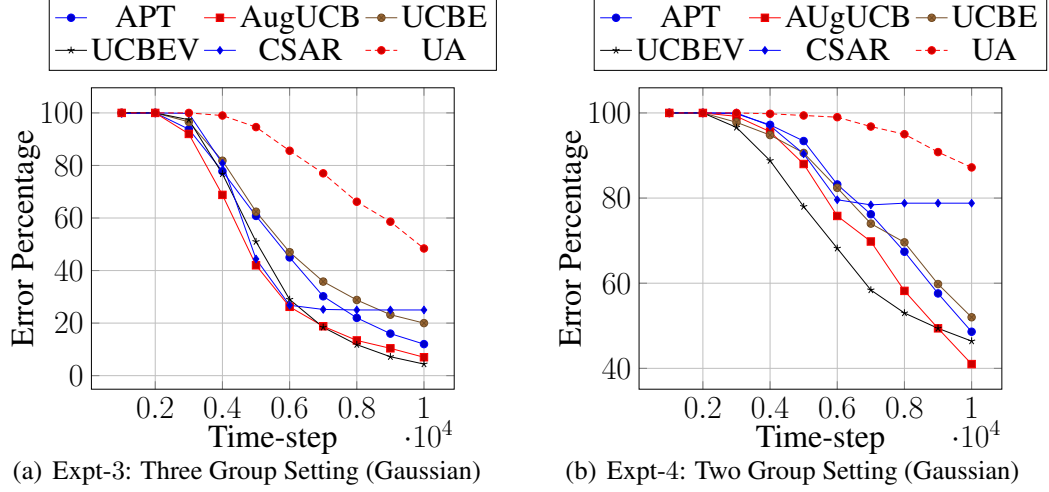 APT AugUCB UCBE
UCBEV CSAR UA
100
80
60
40
20
0
Error Percentage
0.2 0.4 0.6 0.8 1
Time-step ·10^4
(a) Expt-3: Three Group Setting (Gaussian)
APT AUgUCB UCBE
UCBEV CSAR UA
100
80
60
40
Error Percentage
0.2 0.4 0.6 0.8 1
Time-step ·10^4
(b) Expt-4: Two Group Setting (Gaussian)